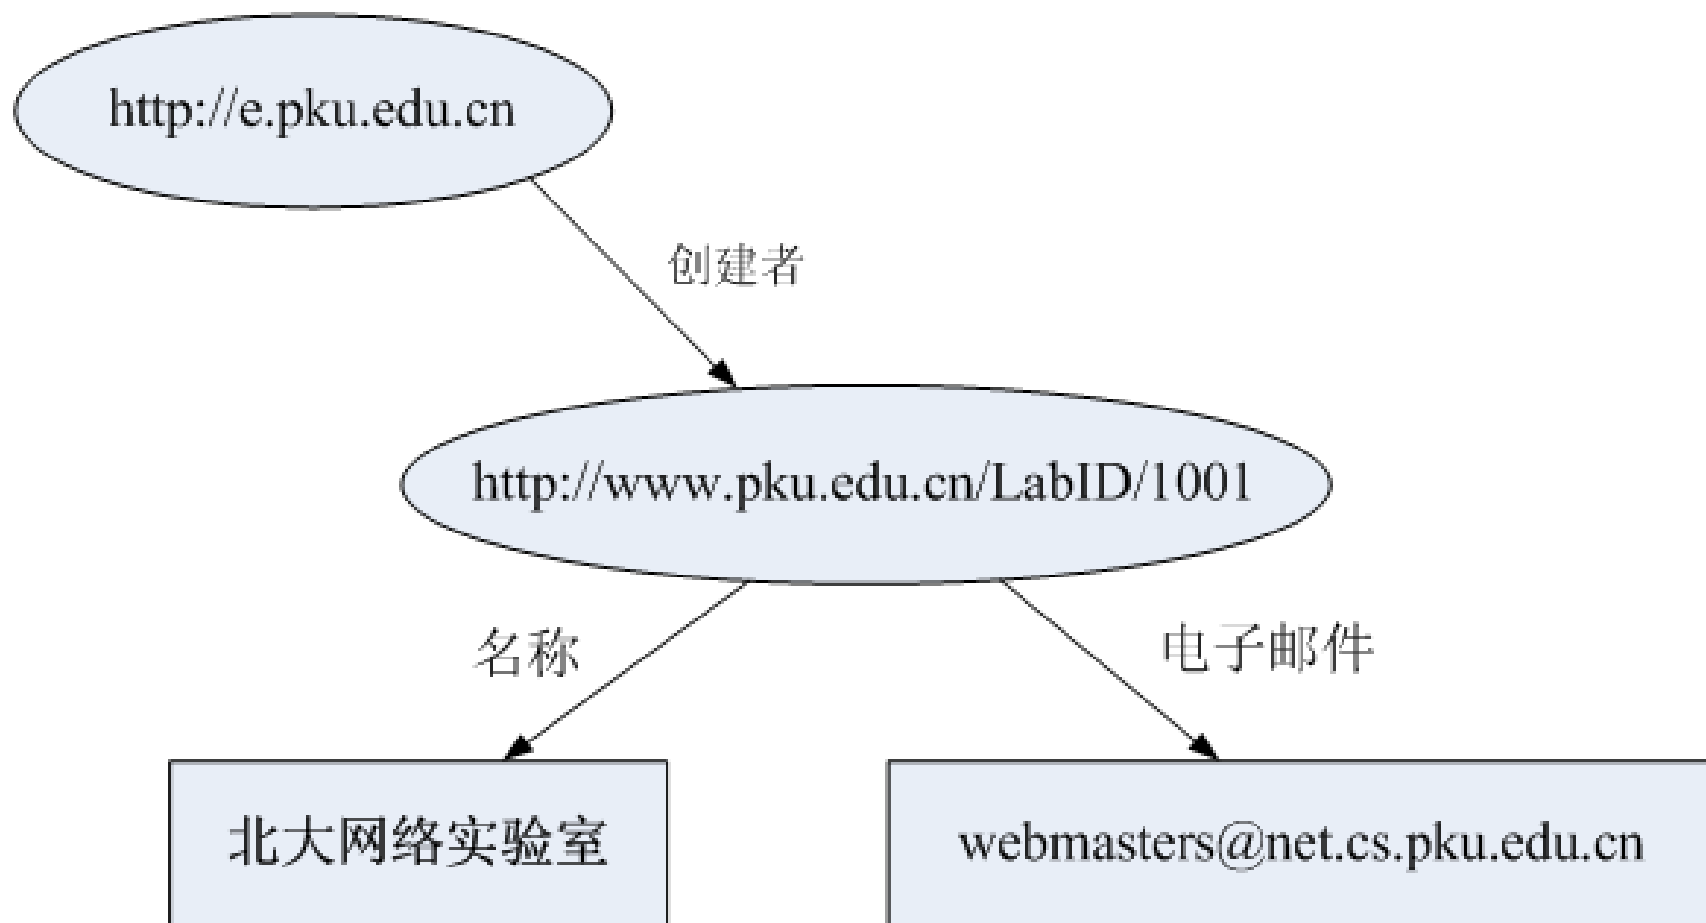 http://e.pku.edu.cn
创建者
http://www.pku.edu.cn/LabID/1001
名称
电子邮件
北大网络实验室
webmasters@net.cs.pku.edu.cn